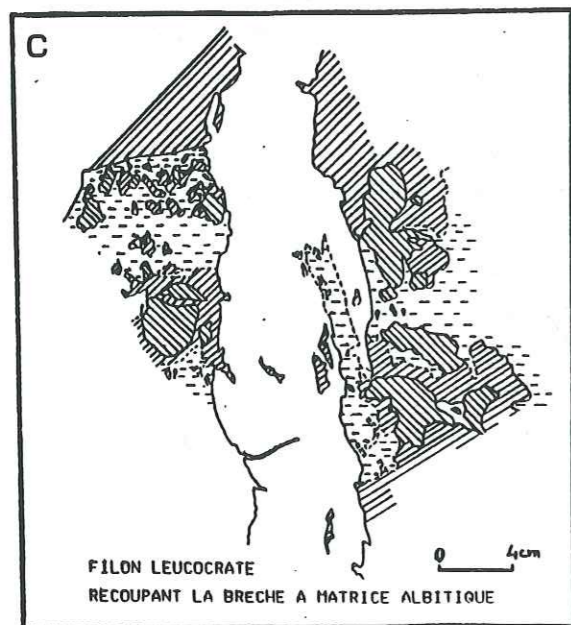 C
0 4cm
FILON LEUCOCRATE
RECOUPANT LA BRECHE A MATRICE ALBITIQUE